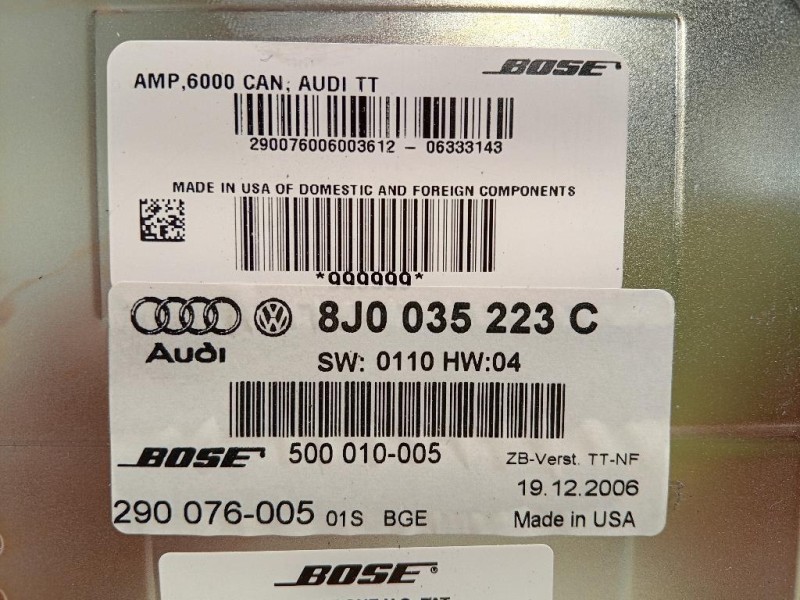 BOSE
AMP,6000 CAN; AUDI TT
290076006003612 - 06333143
MADE IN USA OF DOMESTIC AND FOREIGN COMPONENTS
*999999*
8J0 035 223 C
Audi
SW: 0110 HW:04
BOSE 500 010-005 ZB-Verst. TT-NF
19.12.2006
290 076-005 01S BGE Made in USA
BOSE®